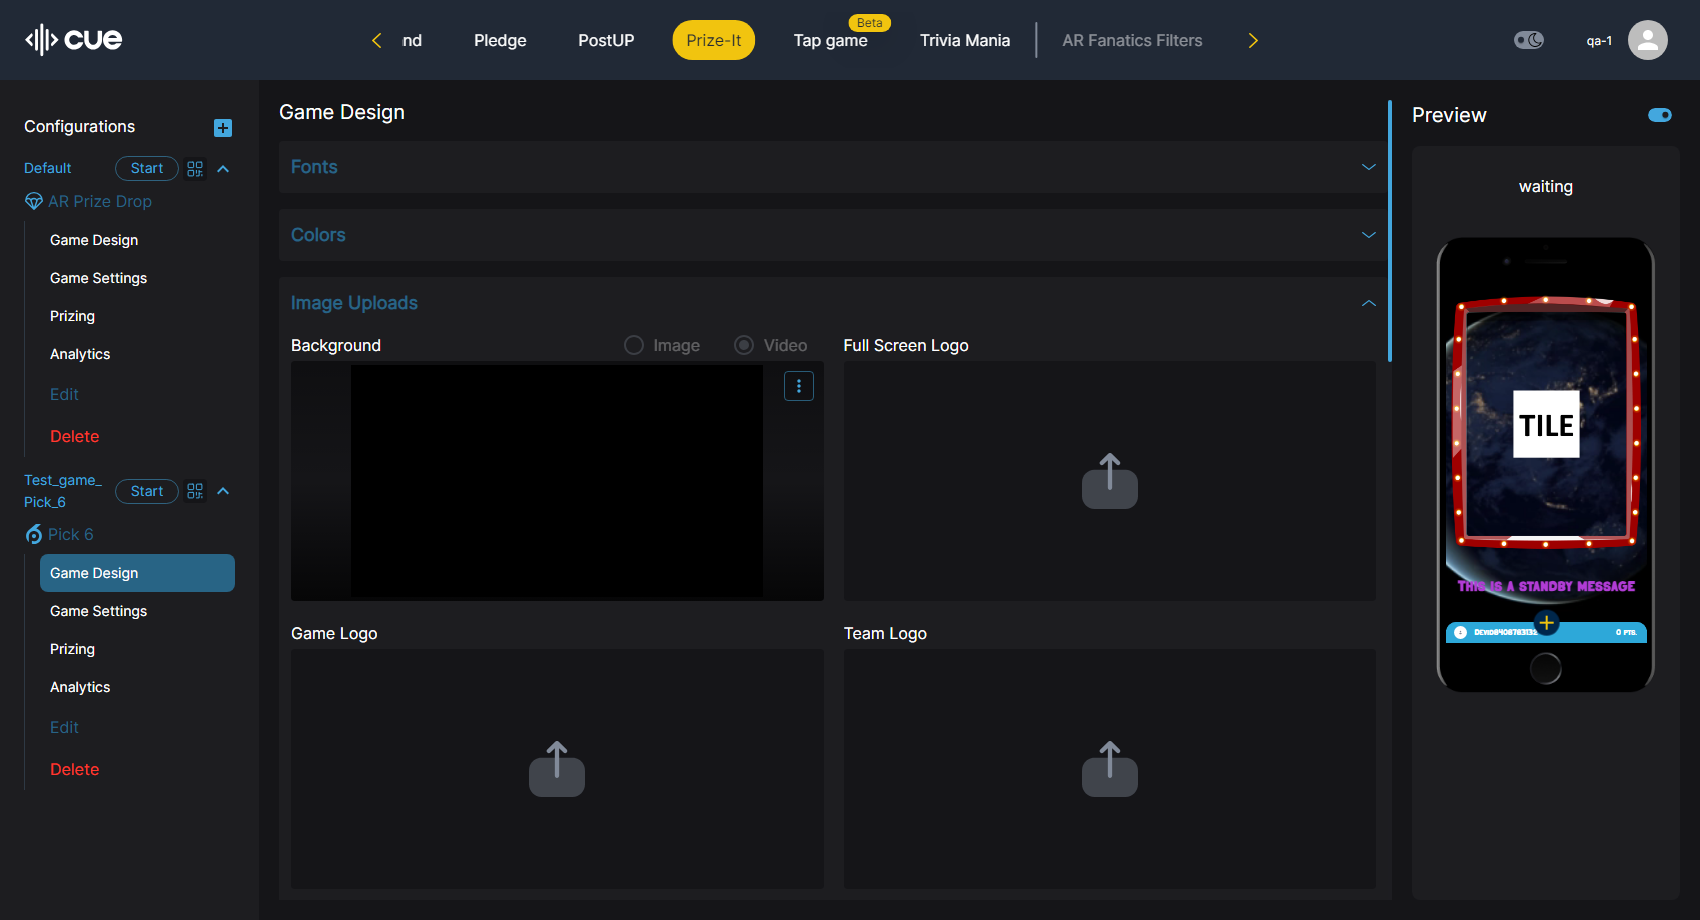 cue
nd
Pledge
PostUP
Prize-It
Beta
Tap game
Trivia Mania
AR Fanatics Filters
qa-1
Configurations
Default
Start
AR Prize Drop
Game Design
Game Settings
Prizing
Analytics
Edit
Delete
Test_game_
Pick_6
Start
Pick 6
Game Design
Game Settings
Prizing
Analytics
Edit
Delete
Game Design
Fonts
Colors
Image Uploads
Background
Image
Video
Full Screen Logo
Game Logo
Team Logo
Preview
waiting
TILE
THIS IS A STANDBY MESSAGE
0 PTS.